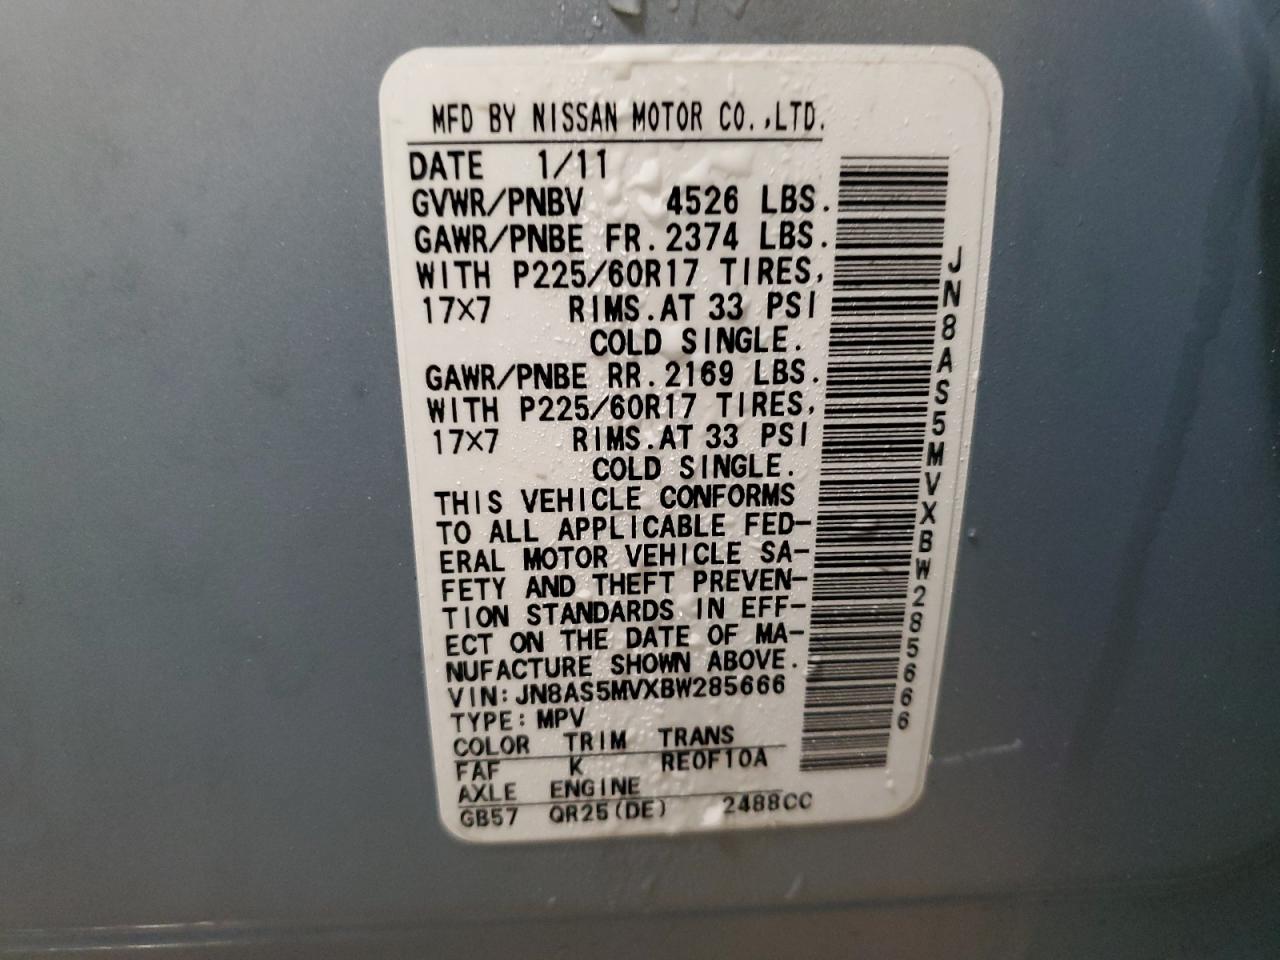 MFD BY NISSAN MOTOR CO.,LTD.
DATE 1/11
GVWR/PNBV 4526 LBS.
GAWR/PNBE FR. 2374 LBS.
WITH P225/60R17 TIRES,
17×7 RIMS. AT 33 PSI
COLD SINGLE.
GAWR/PNBE RR. 2169 LBS.
WITH P225/60R17 TIRES,
17×7 RIMS. AT 33 PSI
COLD SINGLE.
THIS VEHICLE CONFORMS
TO ALL APPLICABLE FED-
ERAL MOTOR VEHICLE SA-
FETY AND THEFT PREVEN-
TION STANDARDS IN EFF-
ECT ON THE DATE OF MA-
NUFACTURE SHOWN ABOVE.
VIN: JN8AS5MVXBW285666
TYPE: MPV
COLOR TRIM TRANS
FAF K RE0F10A
AXLE ENGINE
GB57 QR25(DE) 2488CC
JN8AS5MVXBW285666